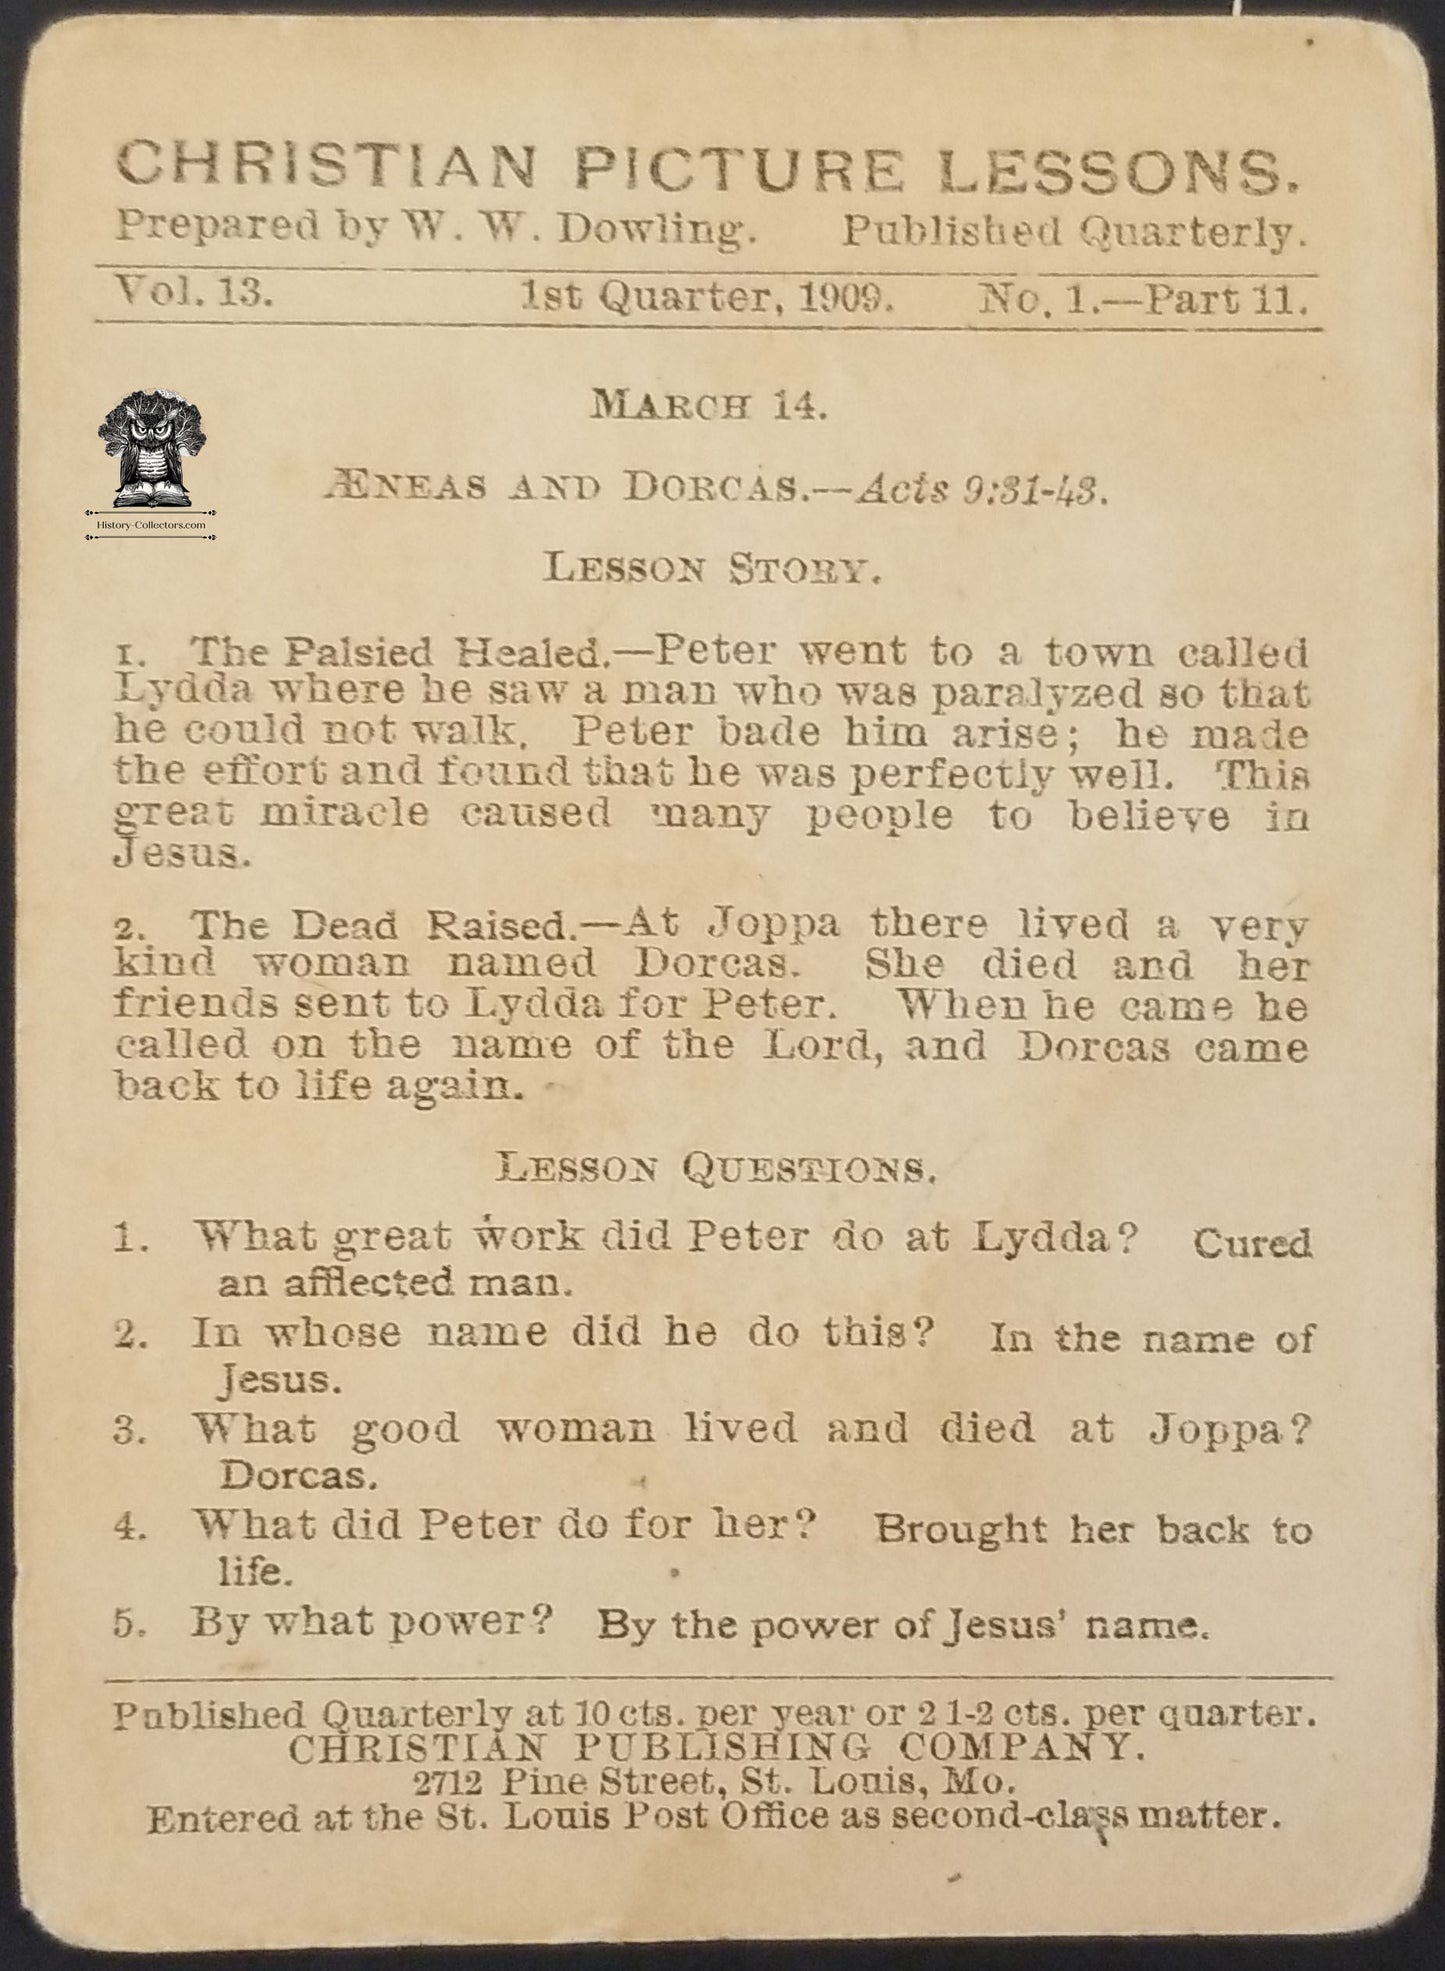 CHRISTIAN PICTURE LESSONS.
Prepared by W. W. Dowling. Published Quarterly.
Vol. 13. 1st Quarter, 1909. No. 1.—Part 11.
MARCH 14.
ÆNEAS AND DORCAS.—Acts 9:31-43.
History-Collectors.com
LESSON STORY.
1. The Palsied Healed.—Peter went to a town called
Lydda where he saw a man who was paralyzed so that
he could not walk. Peter bade him arise; he made
the effort and found that he was perfectly well. This
great miracle caused many people to believe in
Jesus.
2. The Dead Raised.—At Joppa there lived a very
kind woman named Dorcas. She died and her
friends sent to Lydda for Peter. When he came he
called on the name of the Lord, and Dorcas came
back to life again.
LESSON QUESTIONS.
1. What great work did Peter do at Lydda? Cured
an afflected man.
2. In whose name did he do this? In the name of
Jesus.
3. What good woman lived and died at Joppa?
Dorcas.
4. What did Peter do for her? Brought her back to
life.
5. By what power? By the power of Jesus' name.
Published Quarterly at 10 cts. per year or 2 1-2 cts. per quarter.
CHRISTIAN PUBLISHING COMPANY.
2712 Pine Street, St. Louis, Mo.
Entered at the St. Louis Post Office as second-class matter.